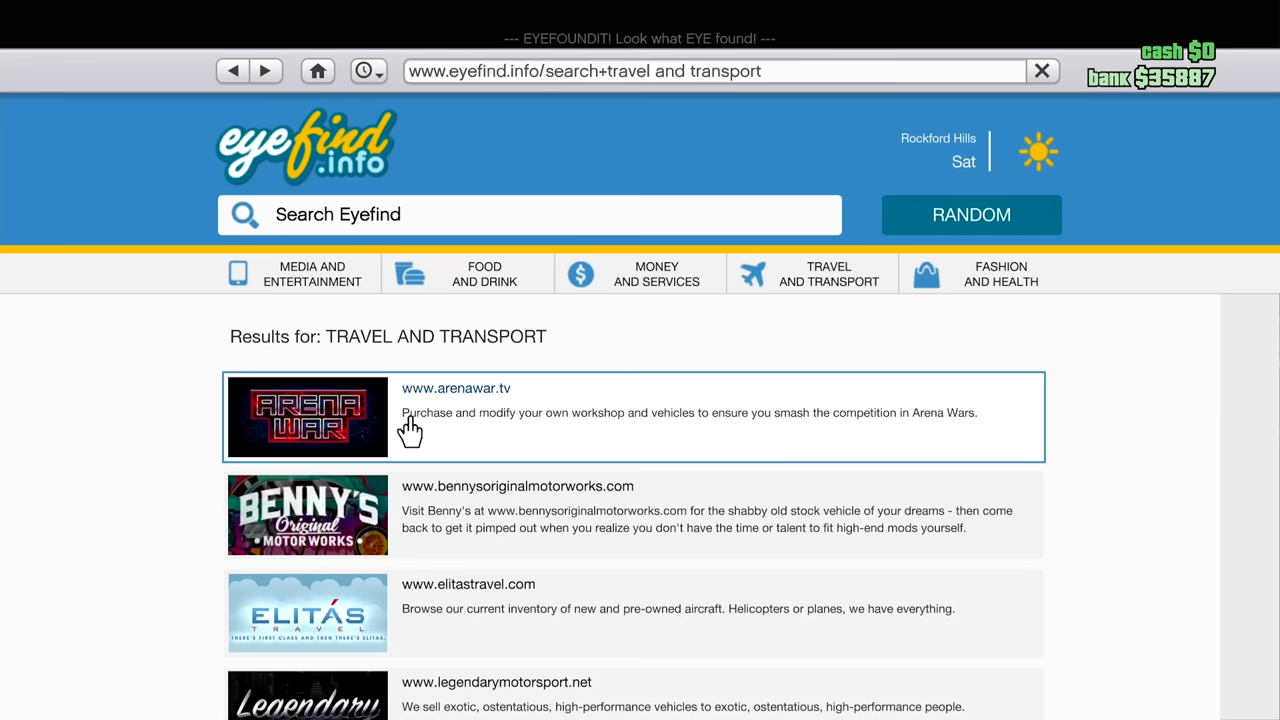 --- EYEFOUNDIT! Look what EYE found! ---
cash $0
www.eyefind.info/search+travel and transport
bank $35887
eyefind
.info
Rockford Hills
Sat
Search Eyefind
RANDOM
MEDIA AND
ENTERTAINMENT
FOOD
AND DRINK
MONEY
AND SERVICES
TRAVEL
AND TRANSPORT
FASHION
AND HEALTH
Results for: TRAVEL AND TRANSPORT
ARENA
WAR
www.arenawar.tv
Purchase and modify your own workshop and vehicles to ensure you smash the competition in Arena Wars.
BENNY'S
Original
MOTOR WORKS
www.bennysoriginalmotorworks.com
Visit Benny's at www.bennysoriginalmotorworks.com for the shabby old stock vehicle of your dreams - then come
back to get it pimped out when you realize you don't have the time or talent to fit high-end mods yourself.
ELITÁS
TRAVEL
THERE'S FIRST CLASS AND THEN THERE'S ELITAS.
www.elitastravel.com
Browse our current inventory of new and pre-owned aircraft. Helicopters or planes, we have everything.
Legendary
www.legendarymotorsport.net
We sell exotic, ostentatious, high-performance vehicles to exotic, ostentatious, high-performance people.